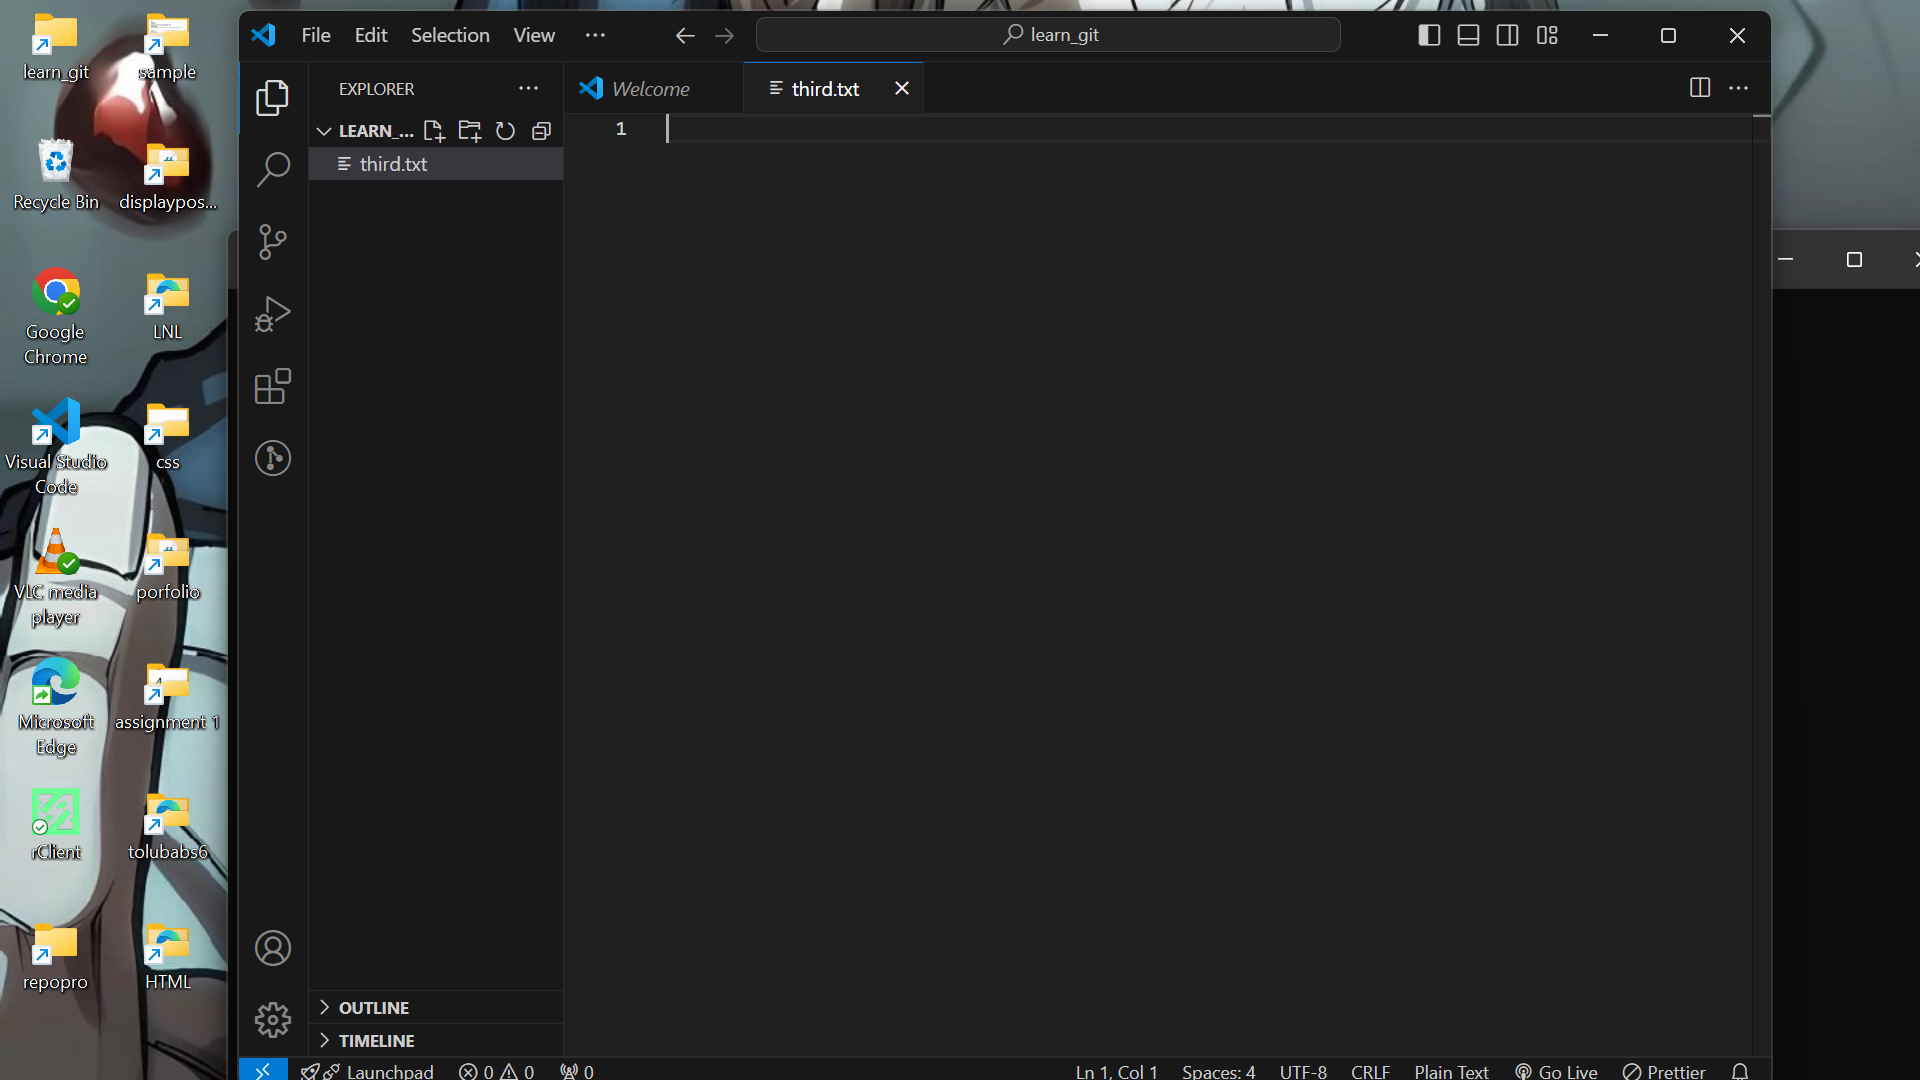 learn_git
sample
Recycle Bin
displaypos...
Google
Chrome
LNL
Visual Studio
Code
css
VLC media
player
porfolio
Microsoft
Edge
assignment 1
rClient
tolubabs6
repopro
HTML
File Edit Selection View ...
learn_git
EXPLORER ...
Welcome
third.txt
LEARN_...
third.txt
1
OUTLINE
TIMELINE
Launchpad 0 0 0
Ln 1, Col 1 Spaces: 4 UTF-8 CRLF Plain Text Go Live Prettier